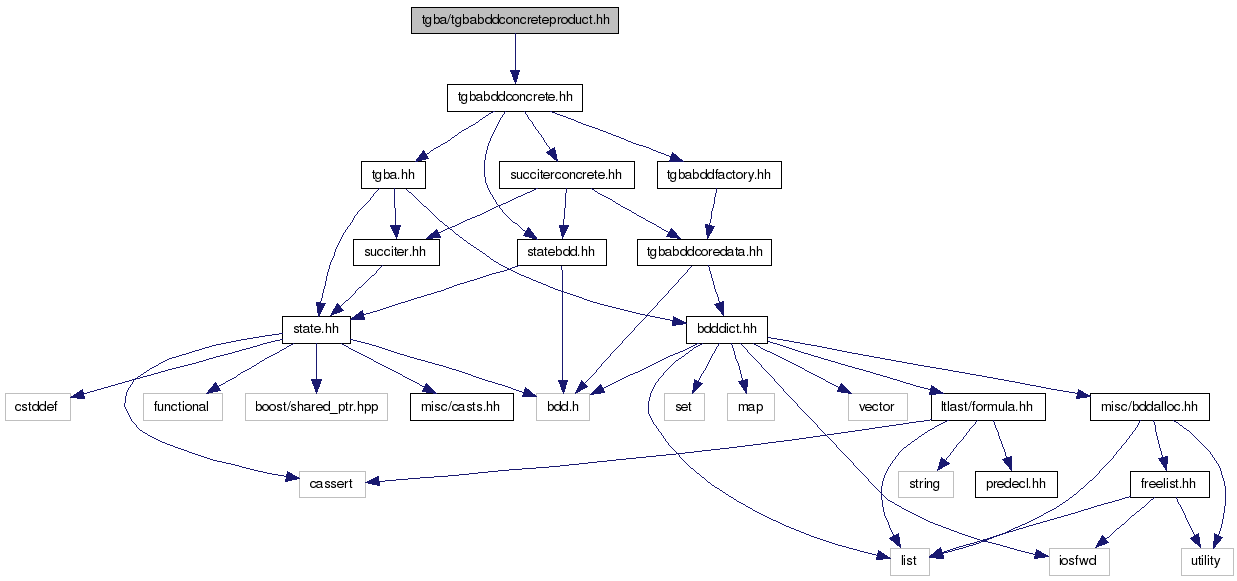 tgba/tgbabddconcreteproduct.hh
tgbabddconcrete.hh
tgba.hh
succiterconcrete.hh
tgbabddfactory.hh
succiter.hh
statebdd.hh
tgbabddcoredata.hh
state.hh
bdddict.hh
cstddef
functional
boost/shared_ptr.hpp
misc/casts.hh
bdd.h
set
map
vector
ltlast/formula.hh
misc/bddalloc.hh
cassert
string
predecl.hh
freelist.hh
list
iosfwd
utility